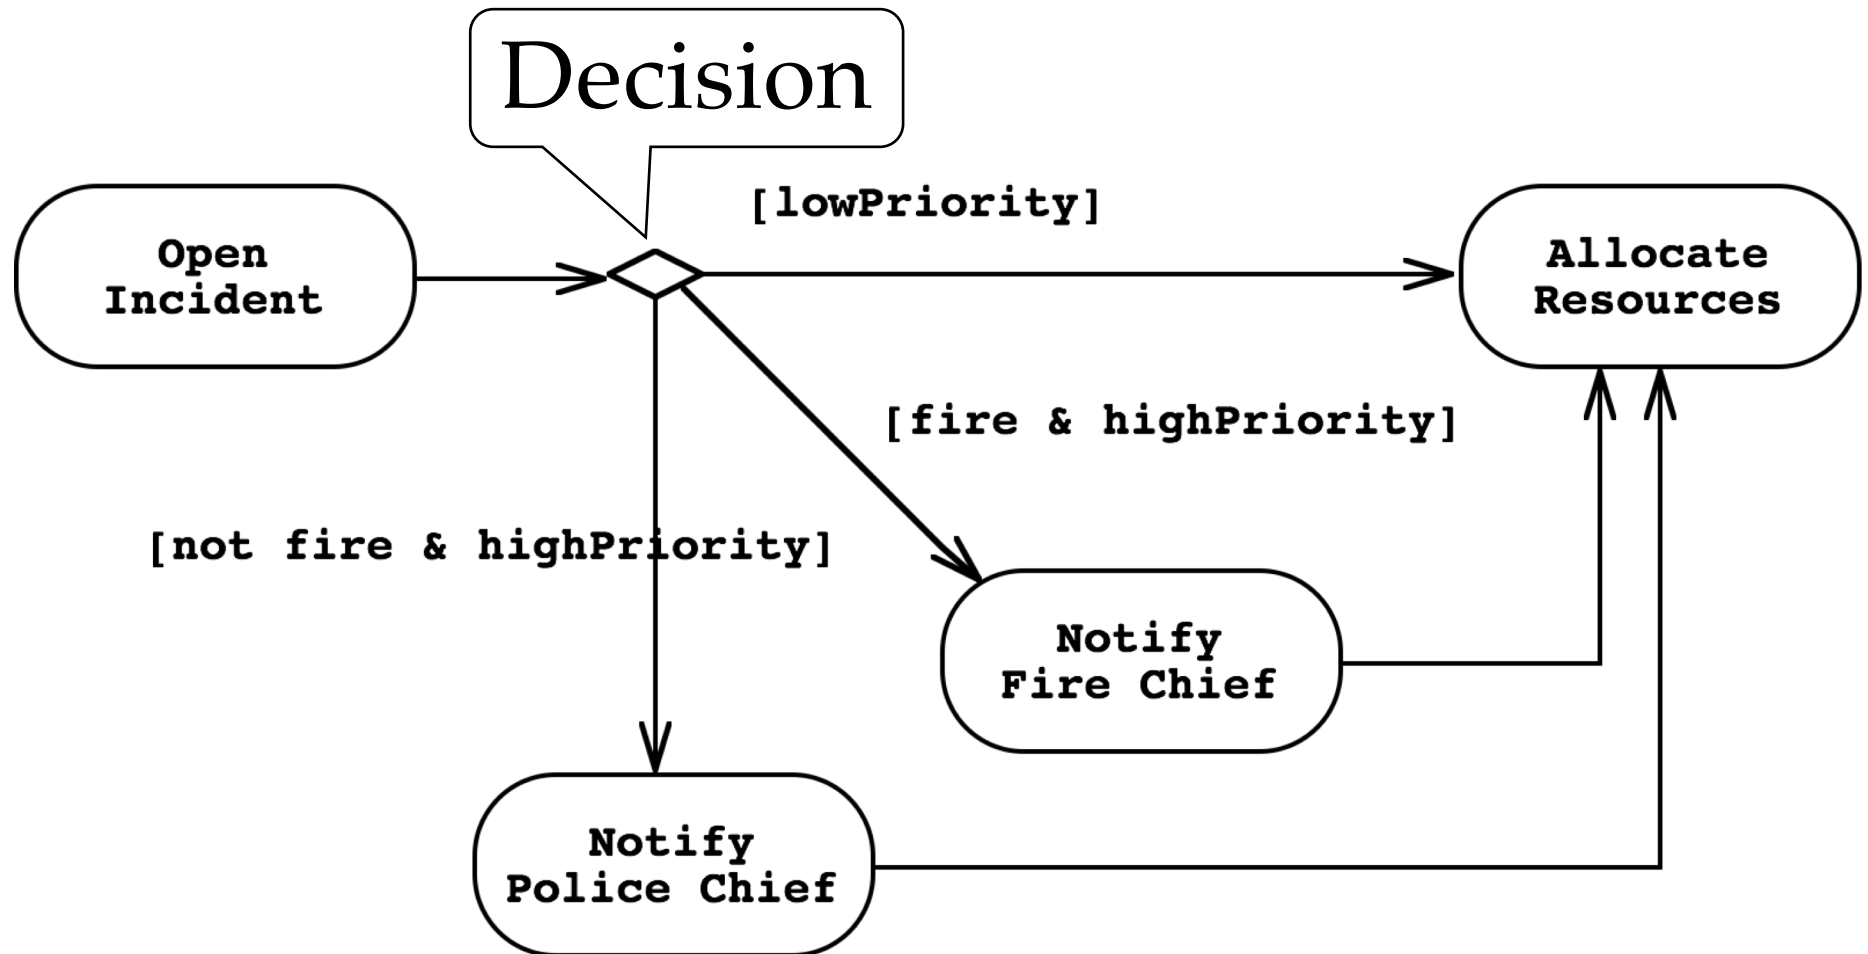 Decision
[lowPriority]
Open
Incident
Allocate
Resources
[fire & highPriority]
[not fire & highPriority]
Notify
Fire Chief
Notify
Police Chief